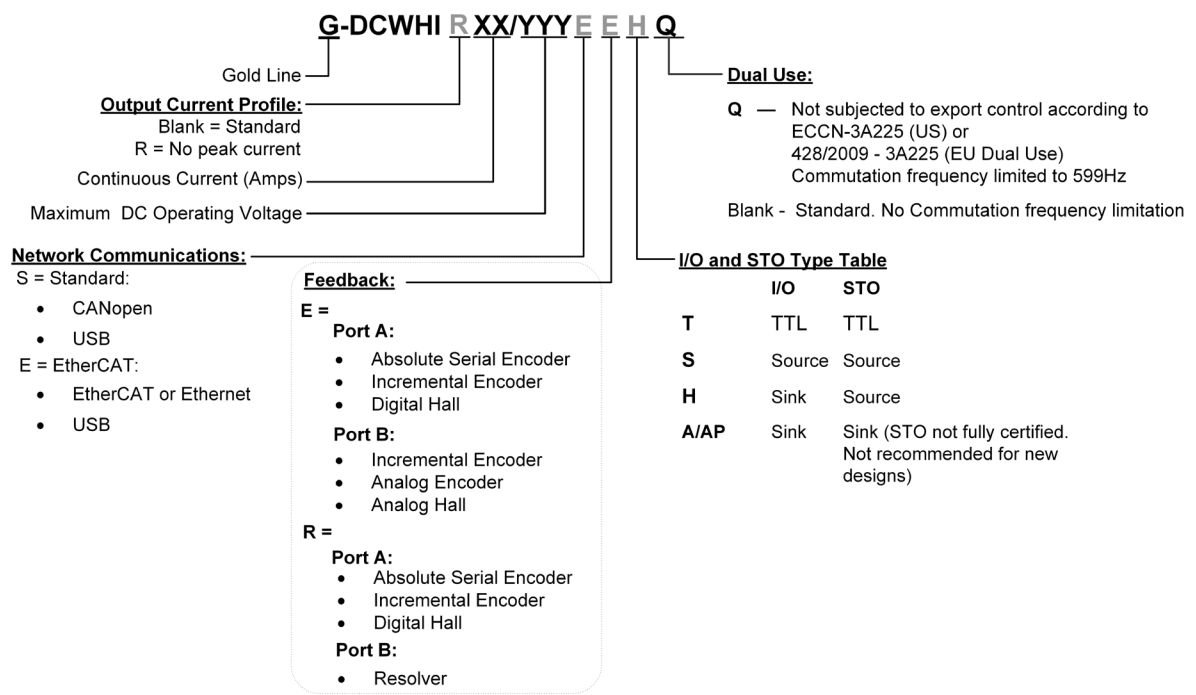 G-DCWHI R XX/YYY E E H Q
Gold Line
Output Current Profile:
Blank = Standard
R = No peak current
Continuous Current (Amps)
Maximum DC Operating Voltage
Network Communications:
S = Standard:
• CANopen
• USB
E = EtherCAT:
• EtherCAT or Ethernet
• USB
Feedback:
E =
Port A:
• Absolute Serial Encoder
• Incremental Encoder
• Digital Hall
Port B:
• Incremental Encoder
• Analog Encoder
• Analog Hall
R =
Port A:
• Absolute Serial Encoder
• Incremental Encoder
• Digital Hall
Port B:
• Resolver
Dual Use:
Q — Not subjected to export control according to
ECCN-3A225 (US) or
428/2009 - 3A225 (EU Dual Use)
Commutation frequency limited to 599Hz
Blank - Standard. No Commutation frequency limitation
I/O and STO Type Table
I/O STO
T TTL TTL
S Source Source
H Sink Source
A/AP Sink Sink (STO not fully certified.
Not recommended for new
designs)